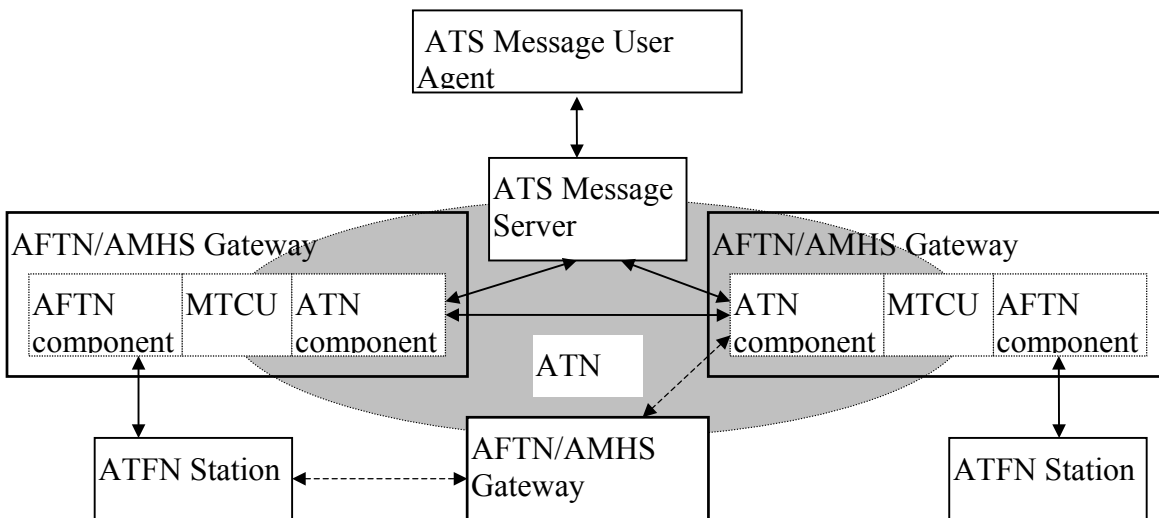 ATS Message User
Agent
ATS Message
Server
AFTN/AMHS Gateway
AFTN
component
MTCU
ATN
component
AFTN/AMHS Gateway
ATN
component
MTCU
AFTN
component
ATN
ATFN Station
AFTN/AMHS
Gateway
ATFN Station